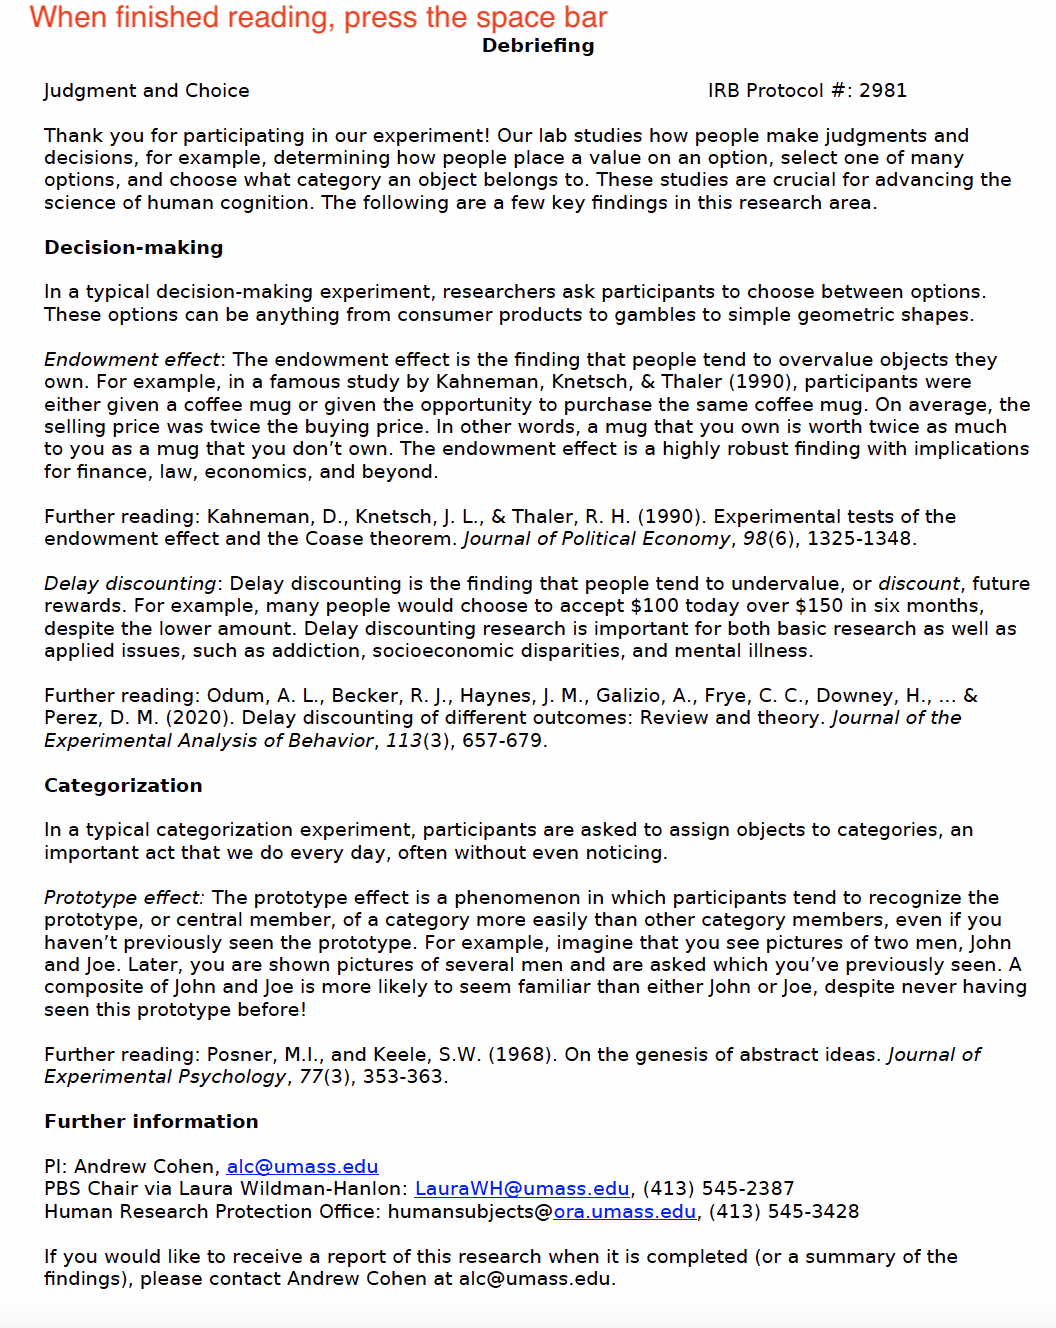 When finished reading, press the space bar
Debriefing
Judgment and Choice IRB Protocol #: 2981
Thank you for participating in our experiment! Our lab studies how people make judgments and
decisions, for example, determining how people place a value on an option, select one of many
options, and choose what category an object belongs to. These studies are crucial for advancing the
science of human cognition. The following are a few key findings in this research area.
Decision-making
In a typical decision-making experiment, researchers ask participants to choose between options.
These options can be anything from consumer products to gambles to simple geometric shapes.
Endowment effect: The endowment effect is the finding that people tend to overvalue objects they
own. For example, in a famous study by Kahneman, Knetsch, & Thaler (1990), participants were
either given a coffee mug or given the opportunity to purchase the same coffee mug. On average, the
selling price was twice the buying price. In other words, a mug that you own is worth twice as much
to you as a mug that you don’t own. The endowment effect is a highly robust finding with implications
for finance, law, economics, and beyond.
Further reading: Kahneman, D., Knetsch, J. L., & Thaler, R. H. (1990). Experimental tests of the
endowment effect and the Coase theorem. Journal of Political Economy, 98(6), 1325-1348.
Delay discounting: Delay discounting is the finding that people tend to undervalue, or discount, future
rewards. For example, many people would choose to accept $100 today over $150 in six months,
despite the lower amount. Delay discounting research is important for both basic research as well as
applied issues, such as addiction, socioeconomic disparities, and mental illness.
Further reading: Odum, A. L., Becker, R. J., Haynes, J. M., Galizio, A., Frye, C. C., Downey, H., ... &
Perez, D. M. (2020). Delay discounting of different outcomes: Review and theory. Journal of the
Experimental Analysis of Behavior, 113(3), 657-679.
Categorization
In a typical categorization experiment, participants are asked to assign objects to categories, an
important act that we do every day, often without even noticing.
Prototype effect: The prototype effect is a phenomenon in which participants tend to recognize the
prototype, or central member, of a category more easily than other category members, even if you
haven’t previously seen the prototype. For example, imagine that you see pictures of two men, John
and Joe. Later, you are shown pictures of several men and are asked which you’ve previously seen. A
composite of John and Joe is more likely to seem familiar than either John or Joe, despite never having
seen this prototype before!
Further reading: Posner, M.I., and Keele, S.W. (1968). On the genesis of abstract ideas. Journal of
Experimental Psychology, 77(3), 353-363.
Further information
PI: Andrew Cohen, alc@umass.edu
PBS Chair via Laura Wildman-Hanlon: LauraWH@umass.edu, (413) 545-2387
Human Research Protection Office: humansubjects@ora.umass.edu, (413) 545-3428
If you would like to receive a report of this research when it is completed (or a summary of the
findings), please contact Andrew Cohen at alc@umass.edu.